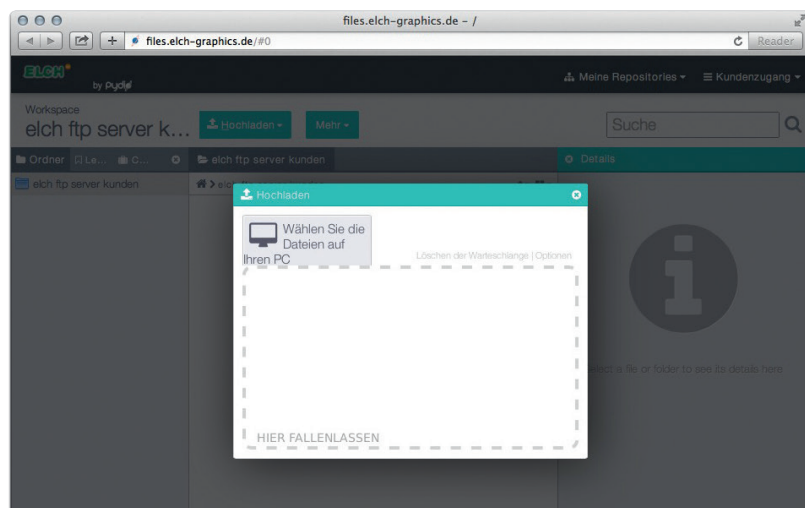 files.elch-graphics.de – /
files.elch-graphics.de/#0
Reader
ELCH
by Pydio
Meine Repositories
Kundenzugang
Workspace
elch ftp server k...
Hochladen
Mehr
Suche
Ordner
Le...
C...
elch ftp server kunden
Details
elch ftp server kunden
Hochladen
Wählen Sie die
Dateien auf
Ihren PC
Löschen der Warteschlange | Optionen
HIER FALLENLASSEN
a file or folder to see its details here